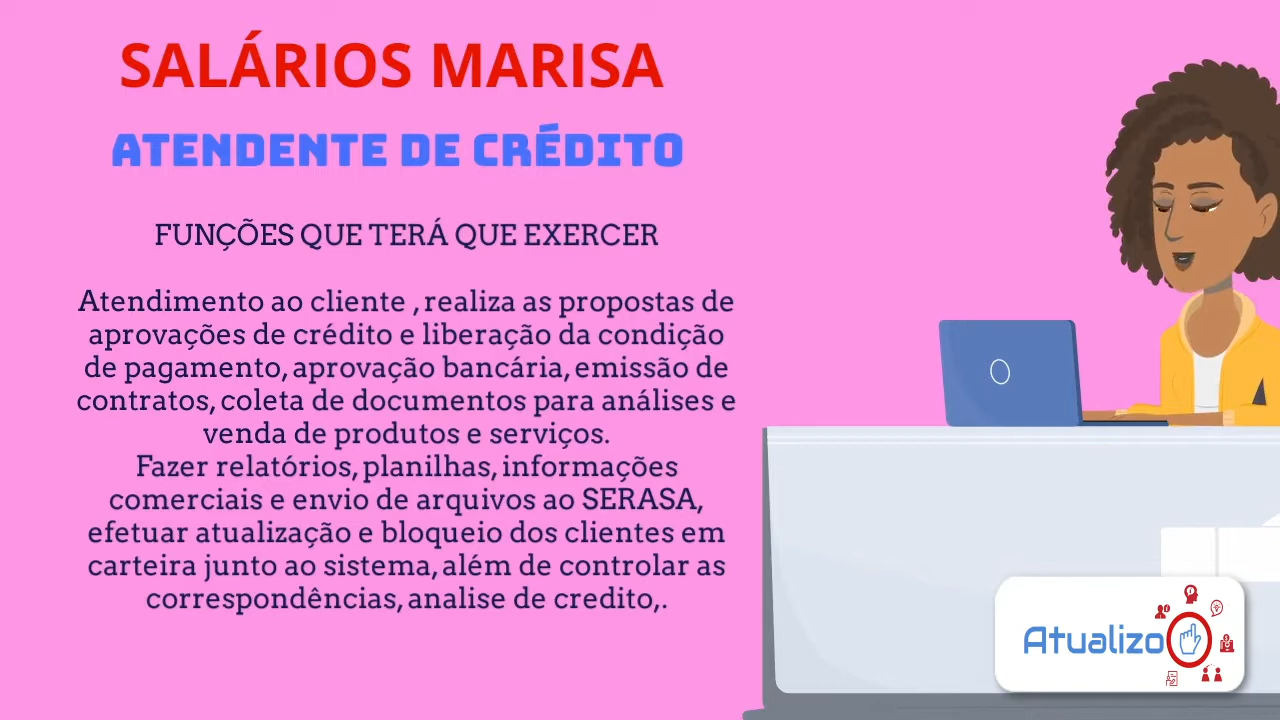 SALÁRIOS MARISA
ATENDENTE DE CRÉDITO
FUNÇÕES QUE TERÁ QUE EXERCER
Atendimento ao cliente , realiza as propostas de
aprovações de crédito e liberação da condição
de pagamento, aprovação bancária, emissão de
contratos, coleta de documentos para análises e
venda de produtos e serviços.
Fazer relatórios, planilhas, informações
comerciais e envio de arquivos ao SERASA,
efetuar atualização e bloqueio dos clientes em
carteira junto ao sistema, além de controlar as
correspondências, analise de credito,.
Atualizo